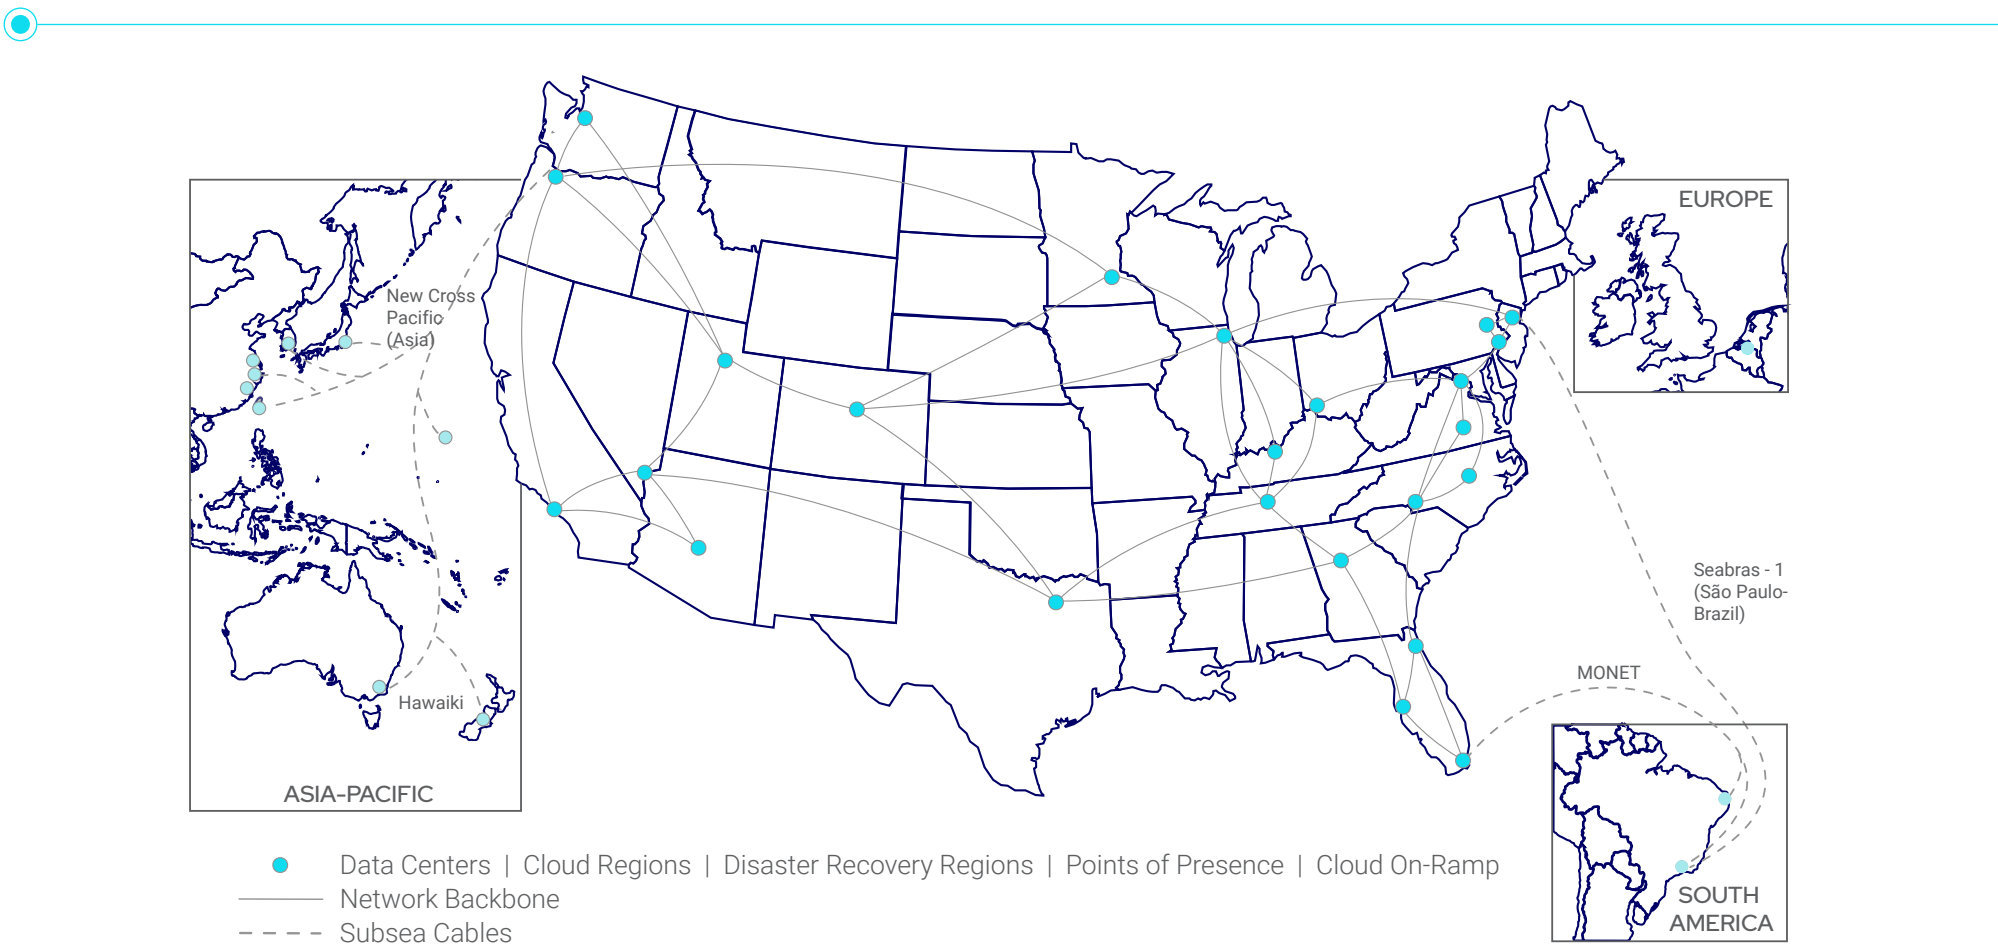 EUROPE
New Cross
Pacific
(Asia)
Seabras - 1
(São Paulo-
Brazil)
MONET
Hawaiki
ASIA-PACIFIC
SOUTH
AMERICA
Data Centers | Cloud Regions | Disaster Recovery Regions | Points of Presence | Cloud On-Ramp
Network Backbone
Subsea Cables